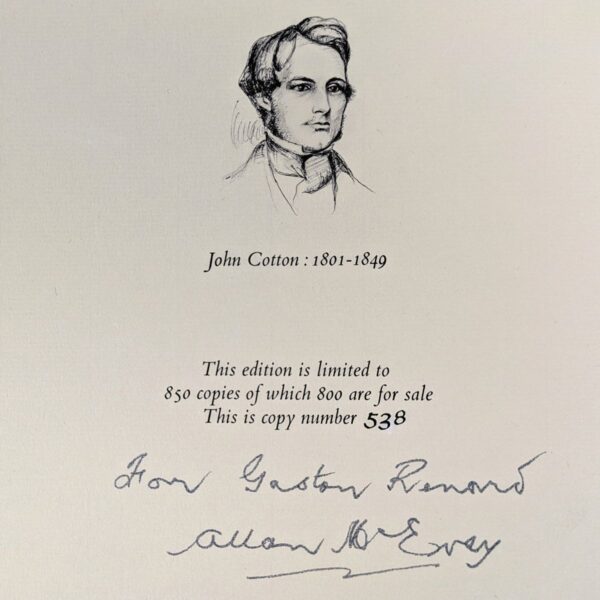 John Cotton : 1801-1849
This edition is limited to
850 copies of which 800 are for sale
This is copy number 538
For Gaston Renard
Allan McEvey